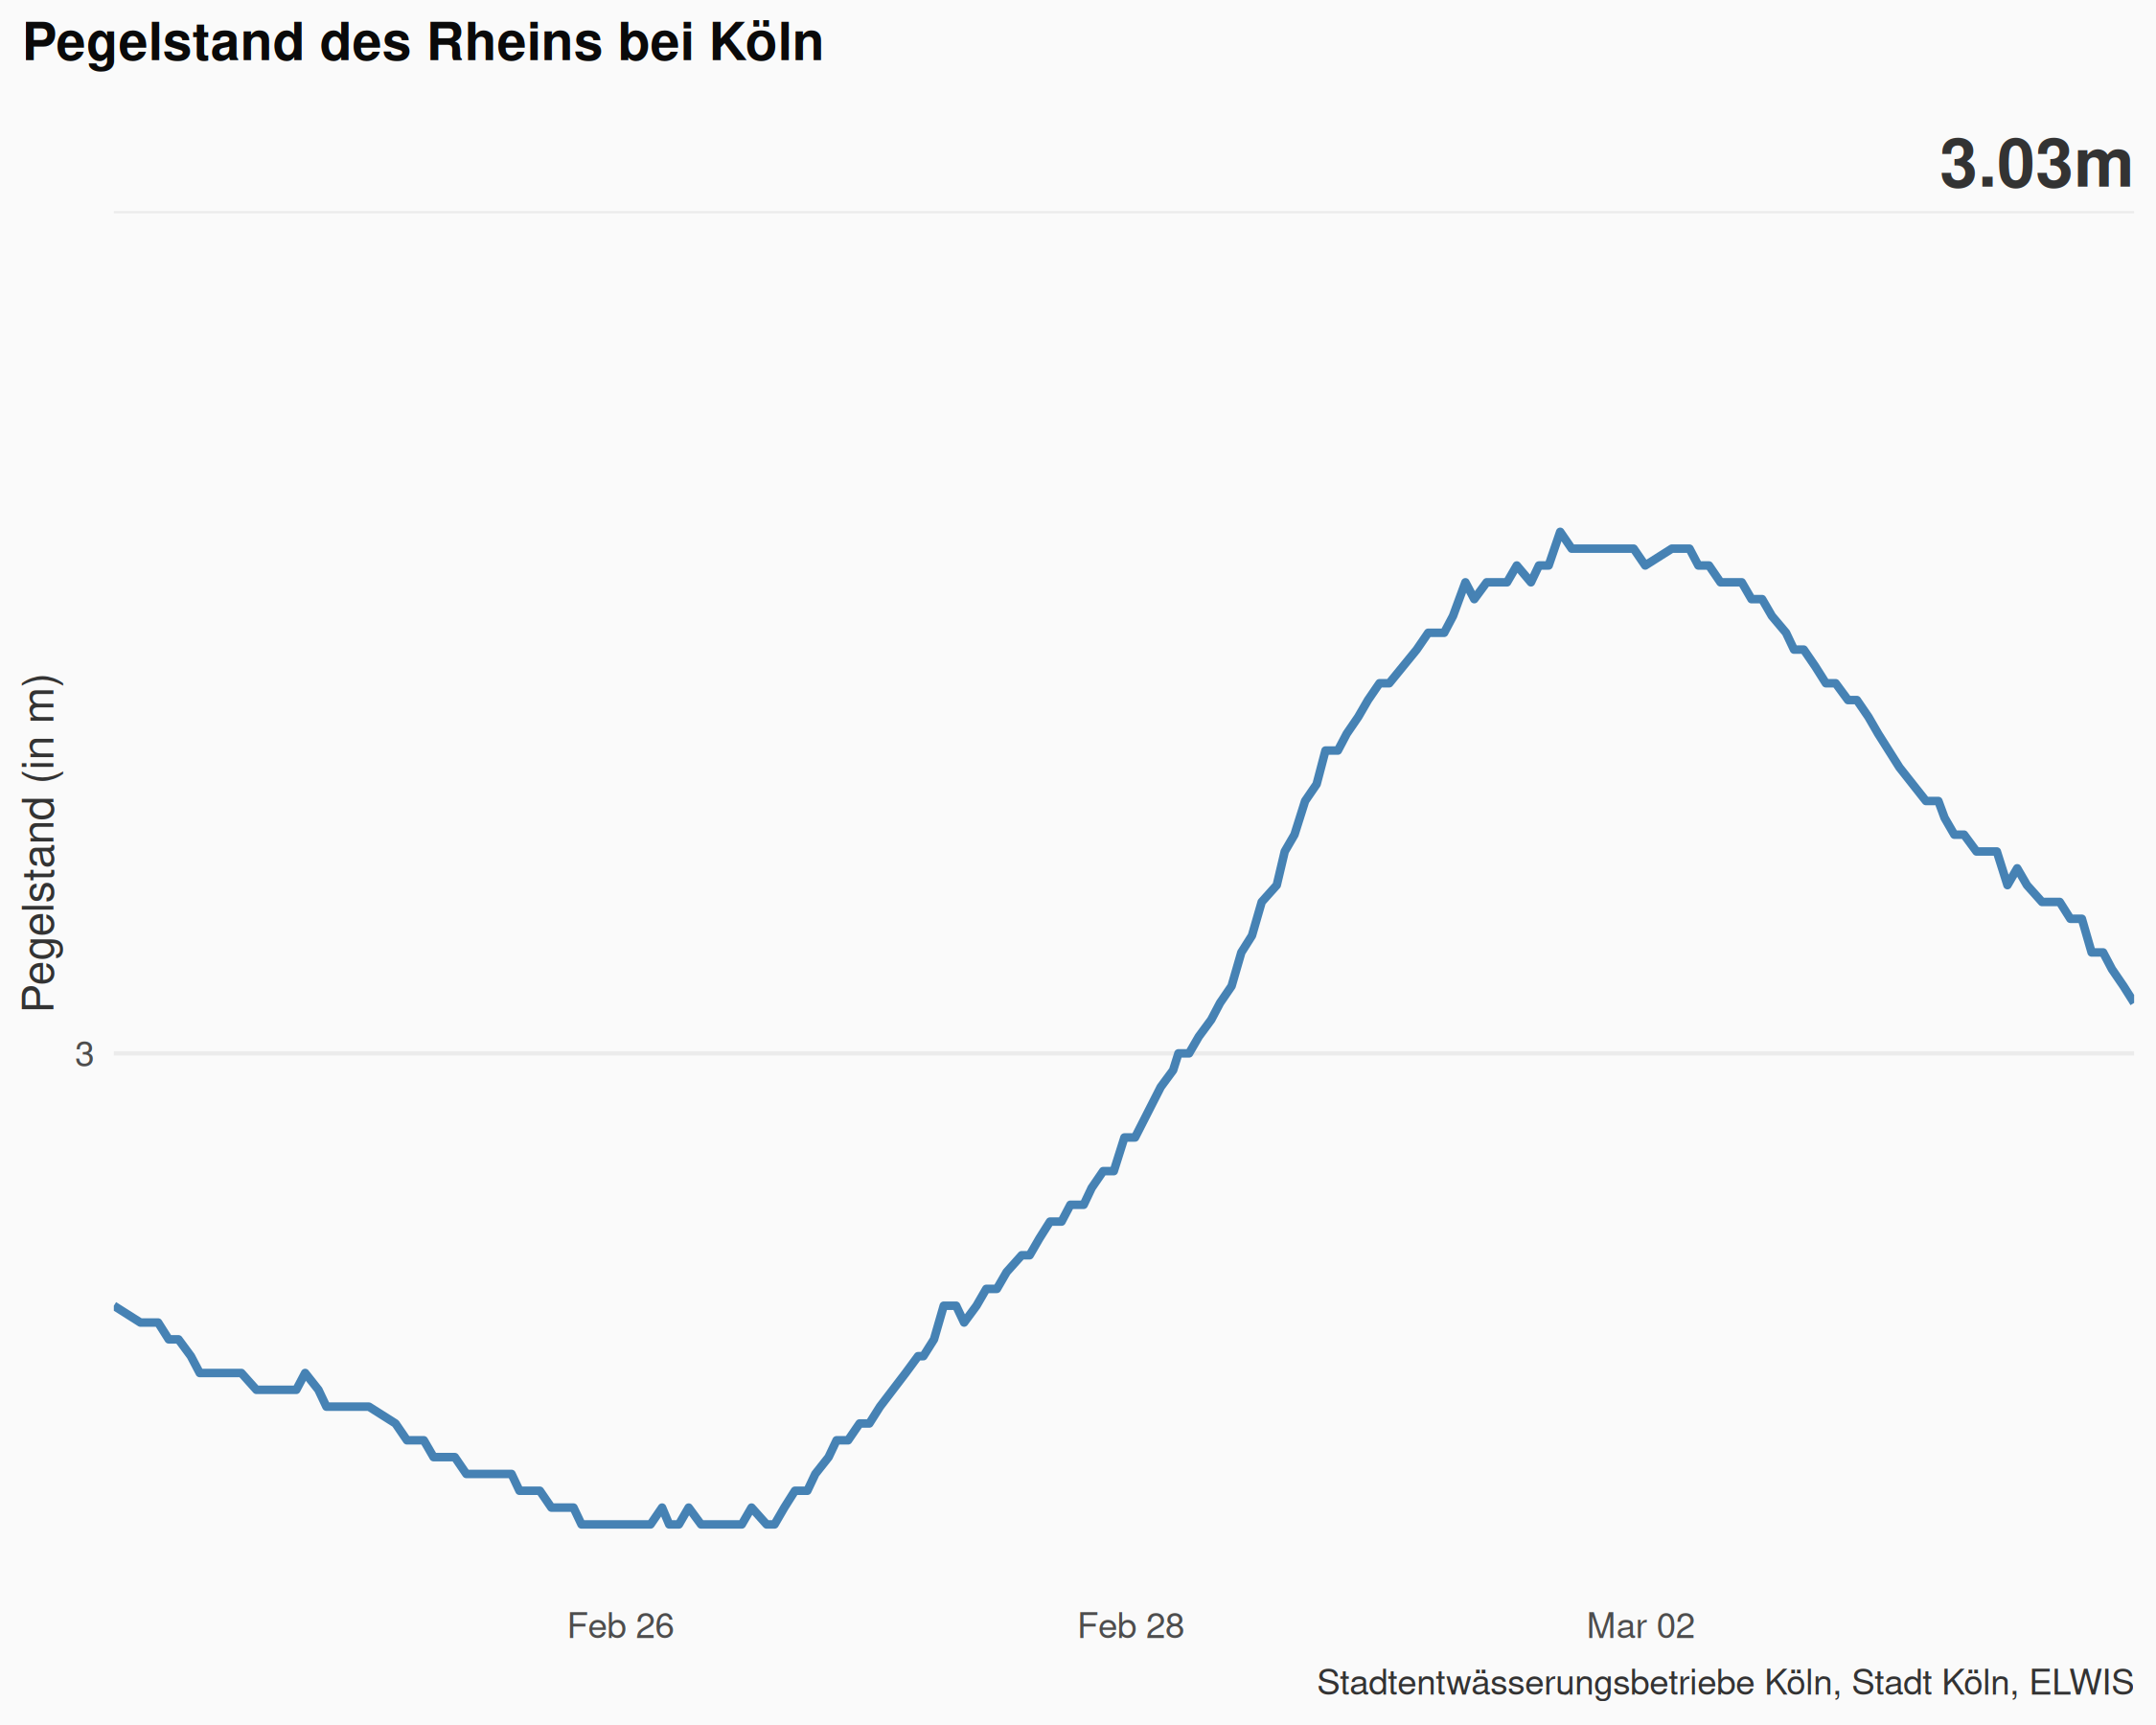 Pegelstand des Rheins bei Köln
3.03m
Pegelstand (in m)
3
Feb 26
Feb 28
Mar 02
Stadtentwässerungsbetriebe Köln, Stadt Köln, ELWIS